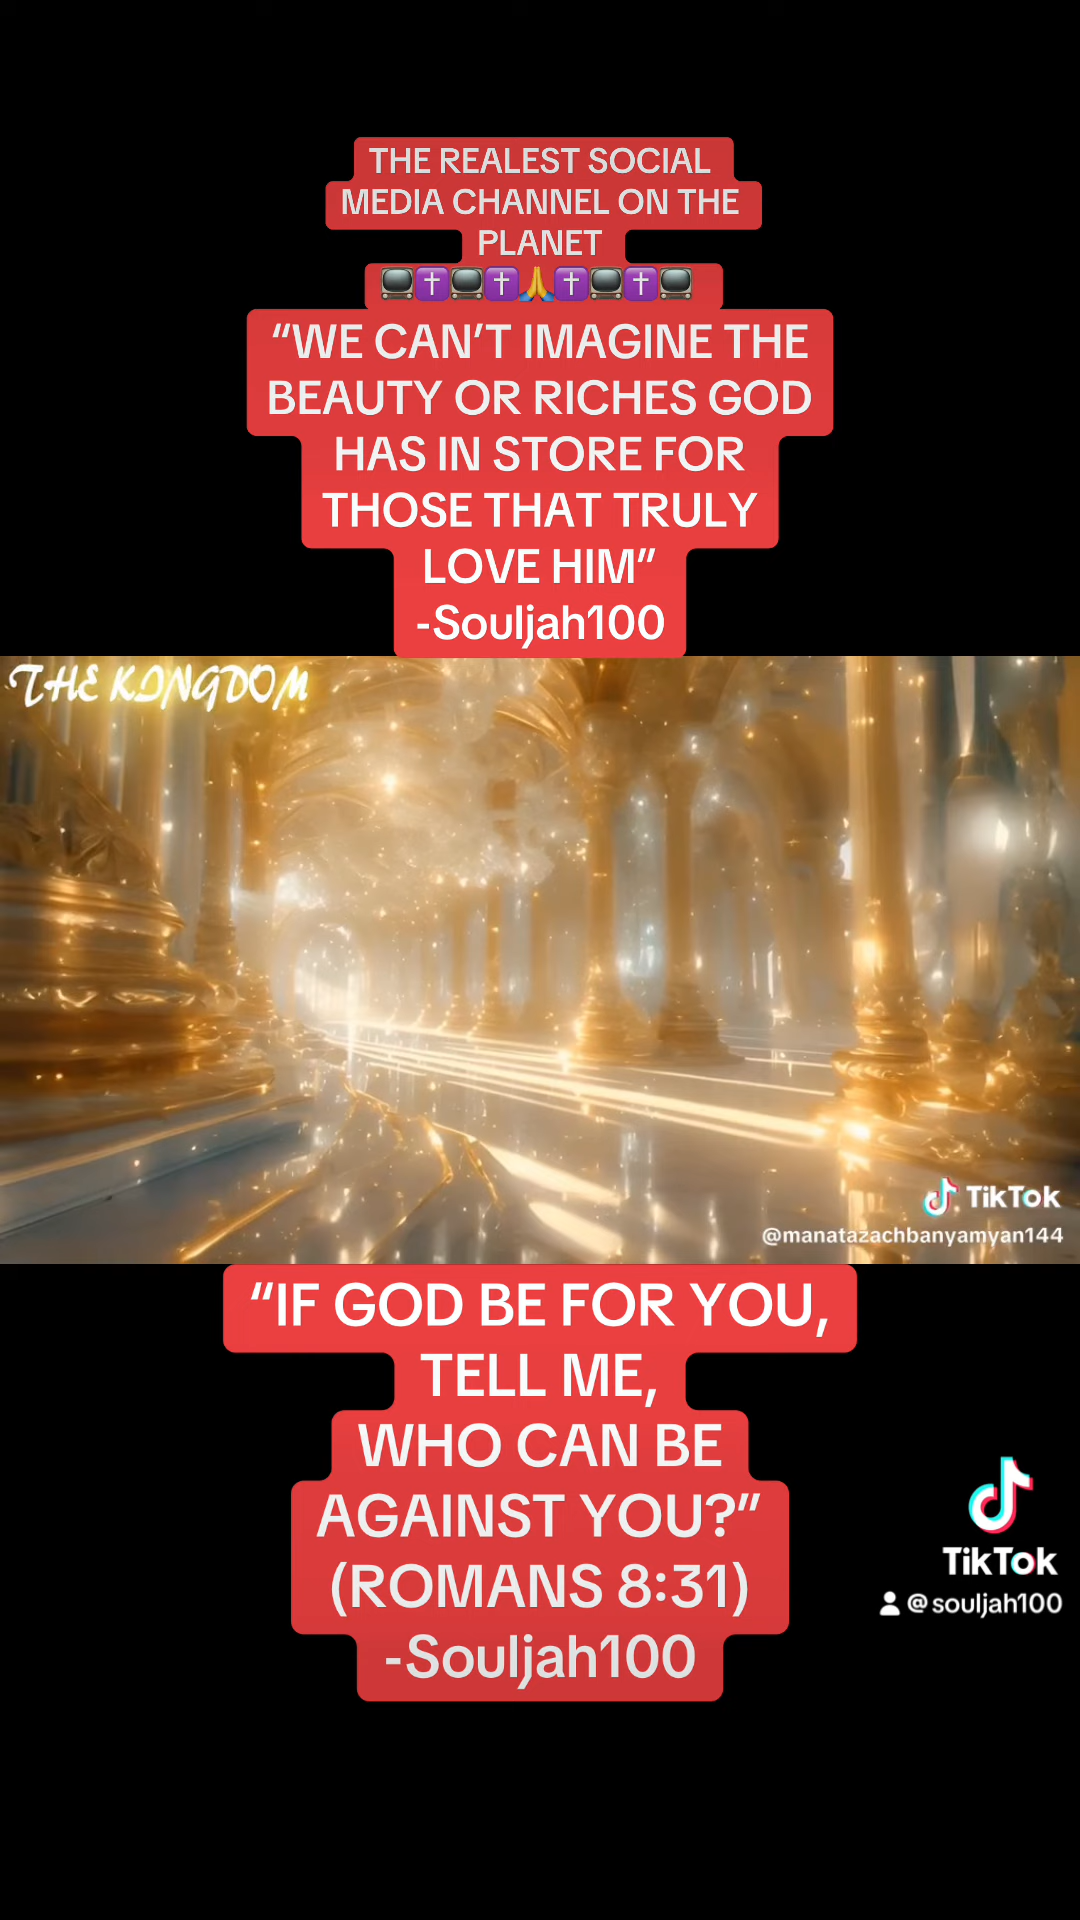 THE REALEST SOCIAL
MEDIA CHANNEL ON THE
PLANET
📺✝️📺✝️🙏✝️📺✝️📺
“WE CAN’T IMAGINE THE
BEAUTY OR RICHES GOD
HAS IN STORE FOR
THOSE THAT TRULY
LOVE HIM”
-Souljah100
THE KINGDOM
TikTok
@manatazachbanyamyan144
“IF GOD BE FOR YOU,
TELL ME,
WHO CAN BE
AGAINST YOU?”
(ROMANS 8:31)
-Souljah100
TikTok
@souljah100